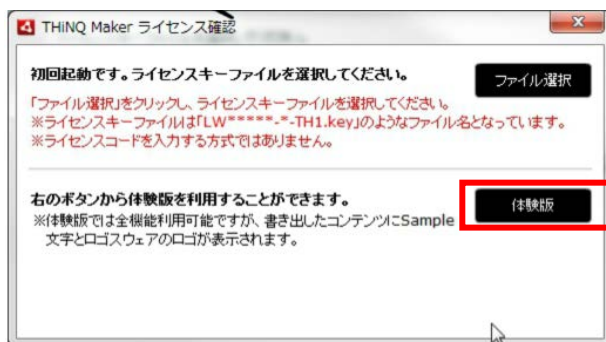 THiNQ Maker ライセンス確認
初回起動です。ライセンスキーファイルを選択してください。
ファイル選択
「ファイル選択」をクリックし、ライセンスキーファイルを選択してください。
※ライセンスキーファイルは「LW*****-*-TH1.key」のようなファイル名となっています。
※ライセンスコードを入力する方式ではありません。
右のボタンから体験版を利用することができます。
体験版
※体験版では全機能利用可能ですが、書き出したコンテンツにSample
文字とロゴスウェアのロゴが表示されます。